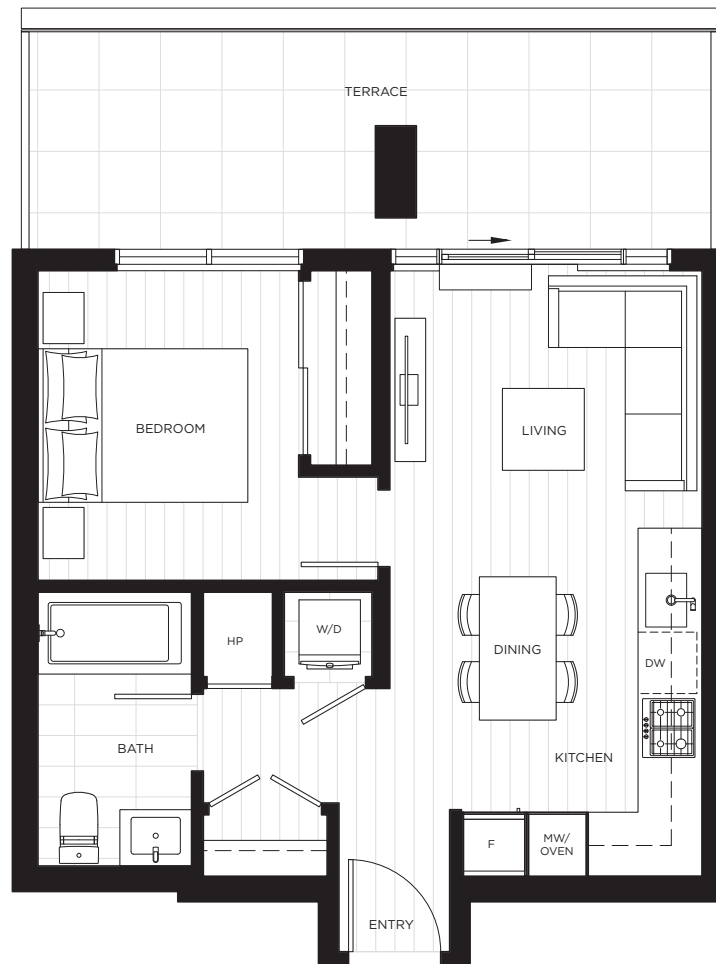 TERRACE
BEDROOM
LIVING
HP
W/D
DINING
DW
BATH
KITCHEN
F
MW/
OVEN
ENTRY